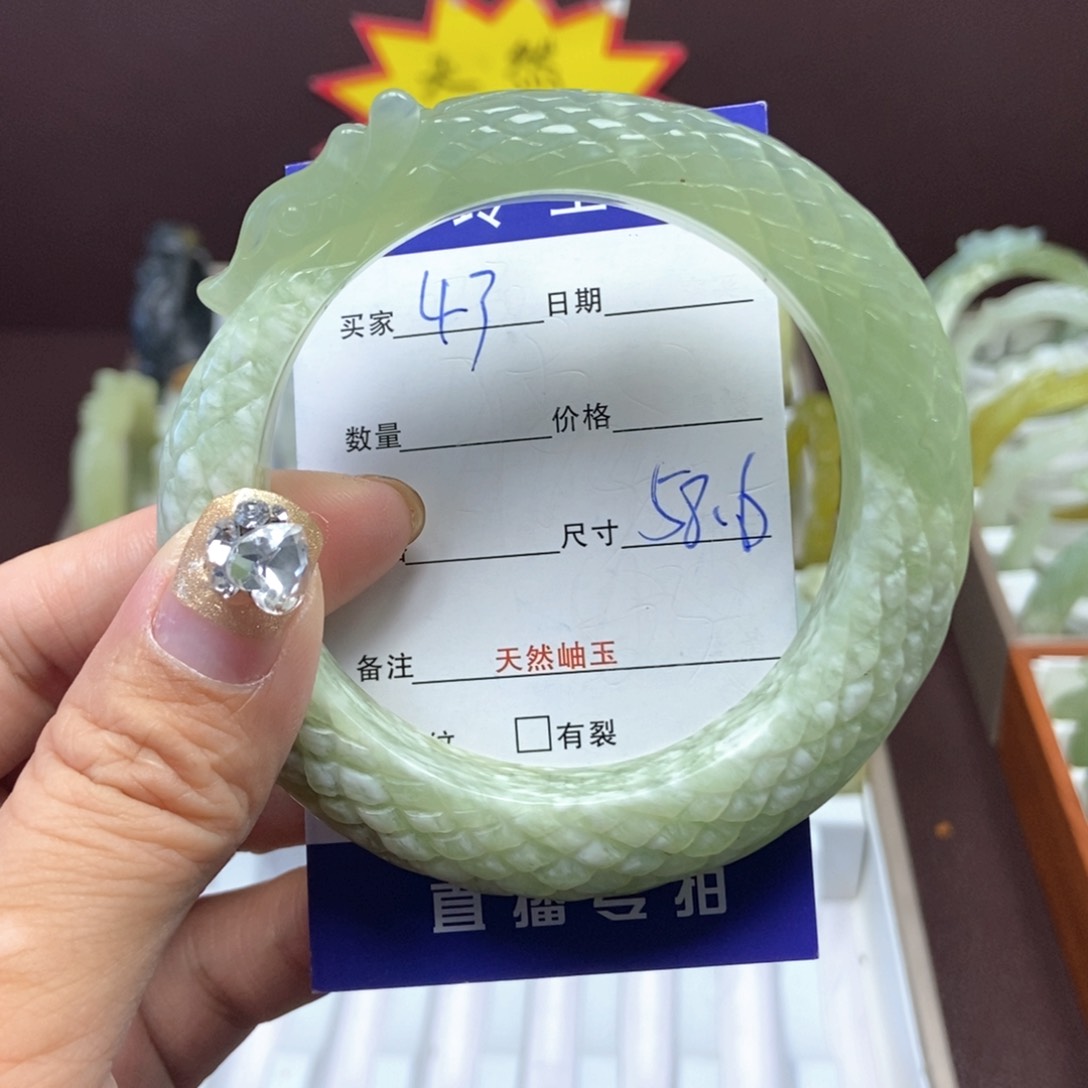 天然
买家 43 日期
数量 价格
尺寸 58.6
备注 天然岫玉
□有裂
直播专拍